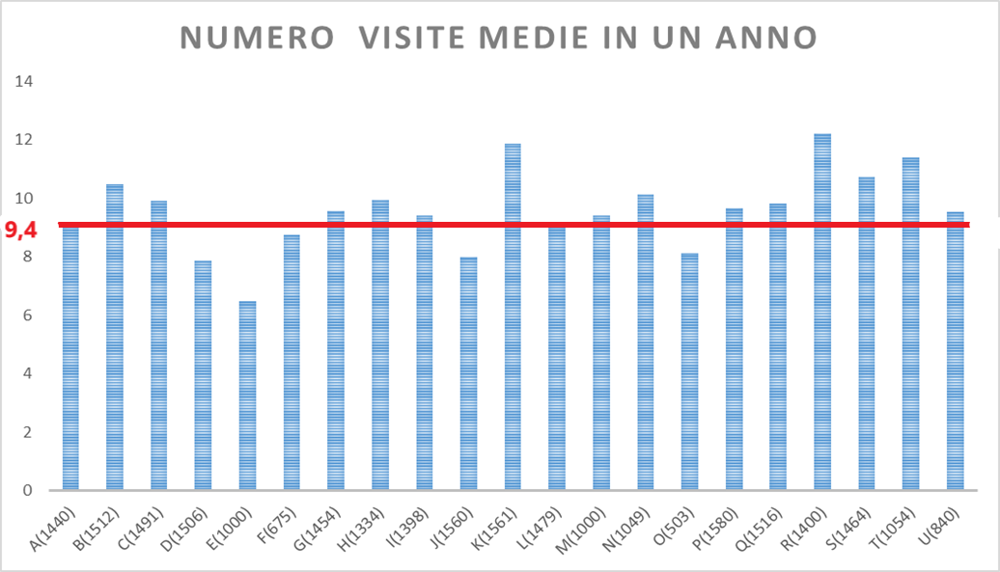 NUMERO VISITE MEDIE IN UN ANNO
14
12
10
9,4
8
6
4
2
0
A(1440)
B(1512)
C(1491)
D(1506)
E(1000)
F(675)
G(1454)
H(1334)
I(1398)
J(1560)
K(1561)
L(1479)
M(1000)
N(1049)
O(503)
P(1580)
Q(1516)
R(1400)
S(1464)
T(1054)
U(840)